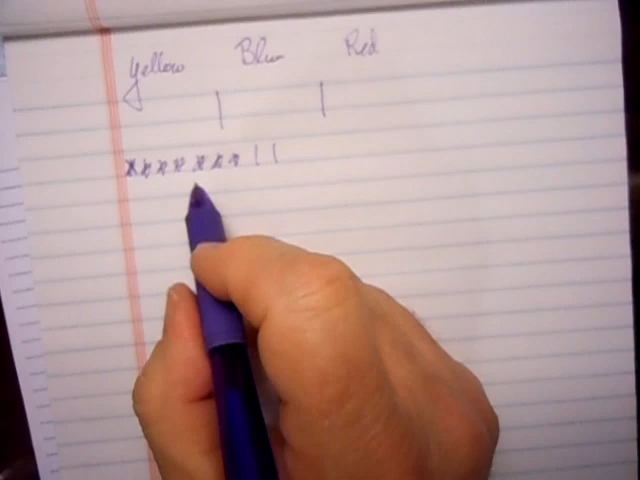 Yellow Blue Red
| |
x x x x x x x | |